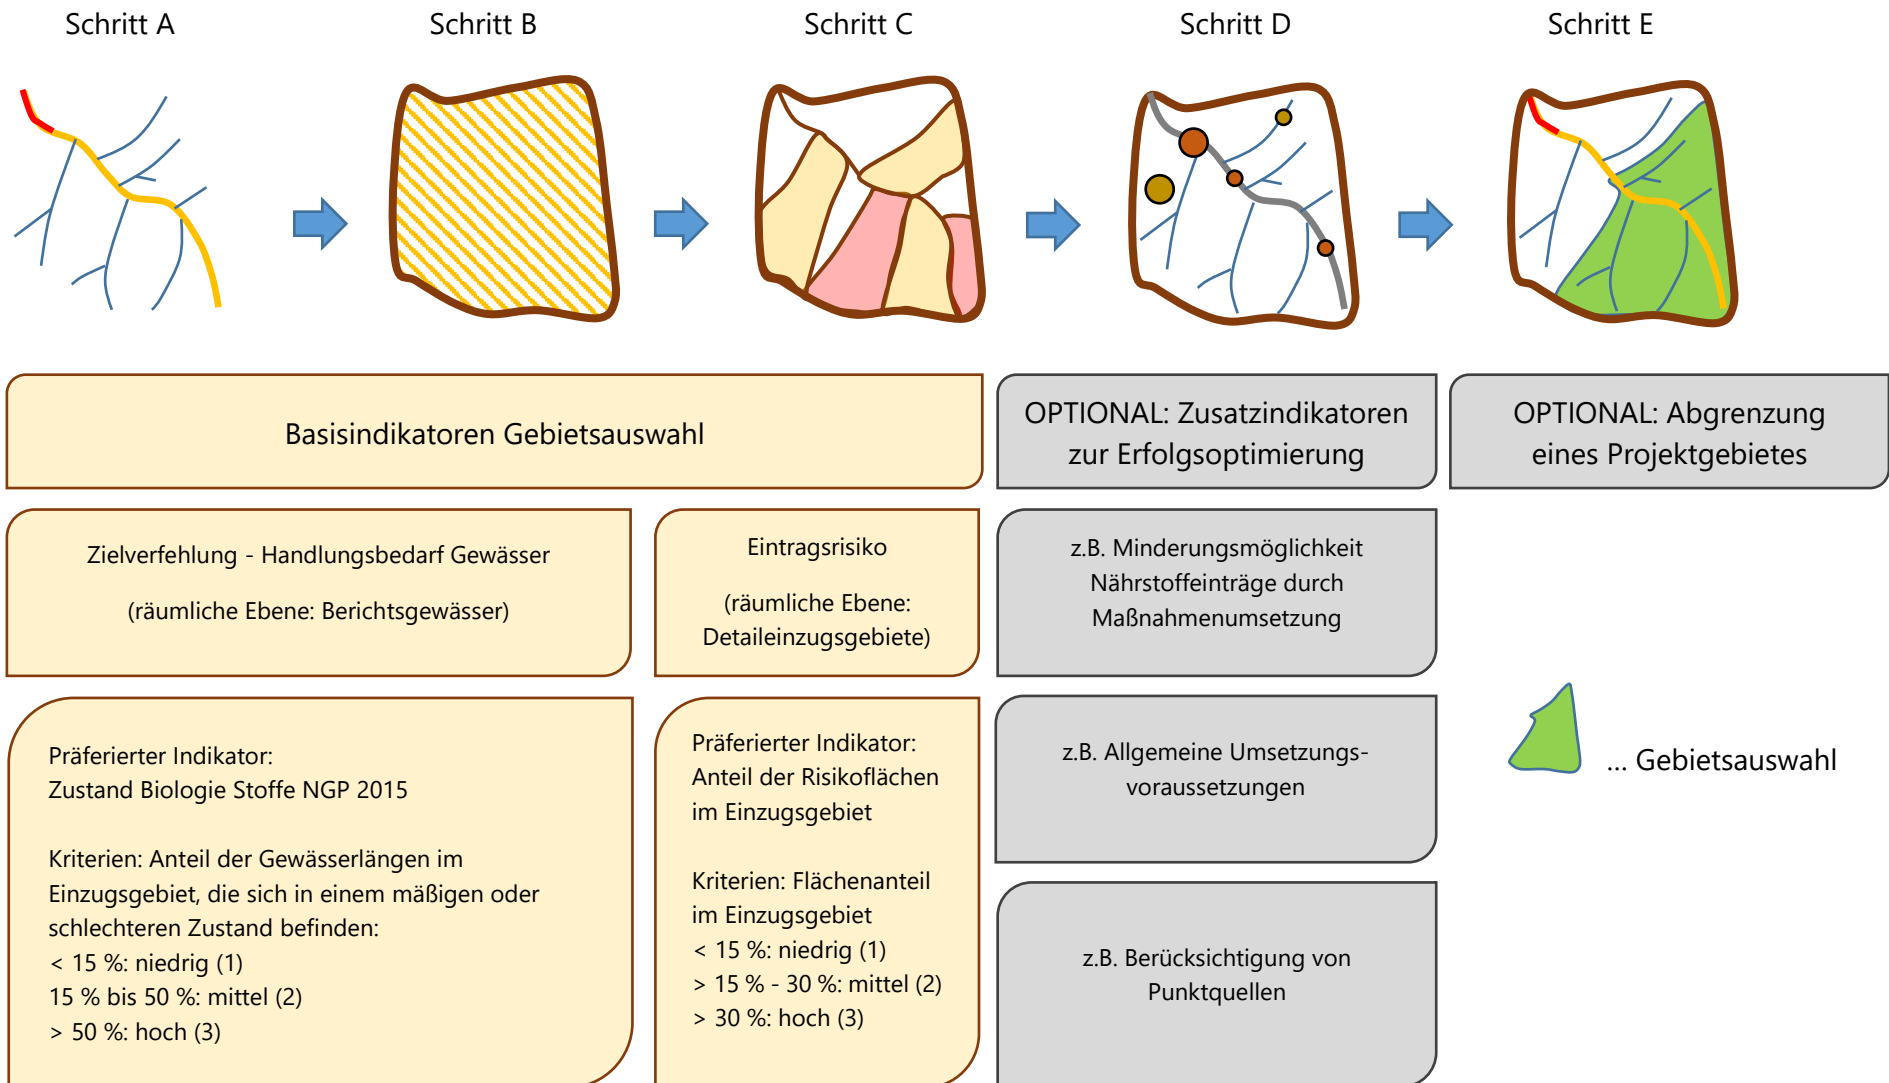 Schritt A
Schritt B
Schritt C
Schritt D
Schritt E
Basisindikatoren Gebietsauswahl
OPTIONAL: Zusatzindikatoren
zur Erfolgsoptimierung
OPTIONAL: Abgrenzung
eines Projektgebietes
Zielverfehlung - Handlungsbedarf Gewässer
(räumliche Ebene: Berichtsgewässer)
Eintragsrisiko
(räumliche Ebene:
Detaileinzugsgebiete)
z.B. Minderungsmöglichkeit
Nährstoffeinträge durch
Maßnahmenumsetzung
Präferierter Indikator:
Zustand Biologie Stoffe NGP 2015
Kriterien: Anteil der Gewässerlängen im
Einzugsgebiet, die sich in einem mäßigen oder
schlechteren Zustand befinden:
< 15 %: niedrig (1)
15 % bis 50 %: mittel (2)
> 50 %: hoch (3)
Präferierter Indikator:
Anteil der Risikoflächen
im Einzugsgebiet
Kriterien: Flächenanteil
im Einzugsgebiet
< 15 %: niedrig (1)
> 15 % - 30 %: mittel (2)
> 30 %: hoch (3)
z.B. Allgemeine Umsetzungs-
voraussetzungen
z.B. Berücksichtigung von
Punktquellen
... Gebietsauswahl